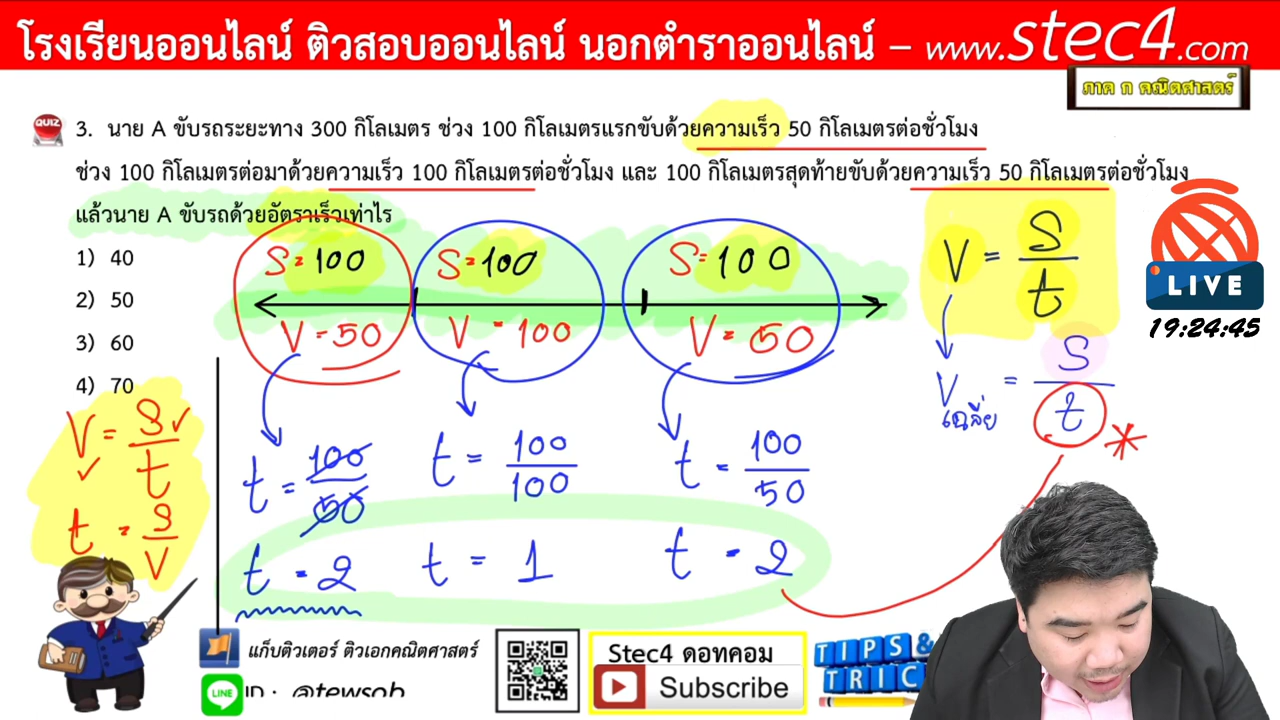 โรงเรียนออนไลน์ ติวสอบออนไลน์ นอกตำราออนไลน์ – www.stec4.com
ภาค ก คณิตศาสตร์
QUIZ
3. นาย A ขับรถระยะทาง 300 กิโลเมตร ช่วง 100 กิโลเมตรแรกขับด้วยความเร็ว 50 กิโลเมตรต่อชั่วโมง
ช่วง 100 กิโลเมตรต่อมาด้วยความเร็ว 100 กิโลเมตรต่อชั่วโมง และ 100 กิโลเมตรสุดท้ายขับด้วยความเร็ว 50 กิโลเมตรต่อชั่วโมง
แล้วนาย A ขับรถด้วยอัตราเร็วเท่าไร
1) 40
2) 50
3) 60
4) 70
S = 100 S = 100 S = 100
V = 50 V = 100 V = 50
V = S/t
LIVE
19:24:45
V เฉลี่ย = S/t *
V = S/t
t = S/V
t = 100/50 t = 100/100 t = 100/50
t = 2 t = 1 t = 2
แก๊บติวเตอร์ ติวเอกคณิตศาสตร์
LINE ID : @tewsob
Stec4 ดอทคอม
Subscribe
TIPS &
TRIC